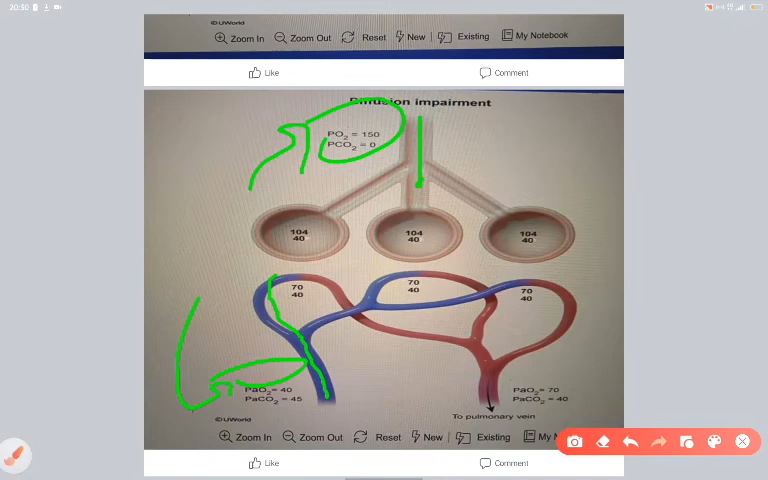 20:30
©UWorld
Zoom In Zoom Out Reset New Existing My Notebook
Like Comment
Diffusion impairment
PO2 = 150
PCO2 = 0
104 104 104
40 40 40
70 70 70
40 40 40
PaO2 = 40 PaO2 = 70
PaCO2 = 45 PaCO2 = 40
To pulmonary vein
©UWorld
Zoom In Zoom Out Reset New Existing My
Like Comment